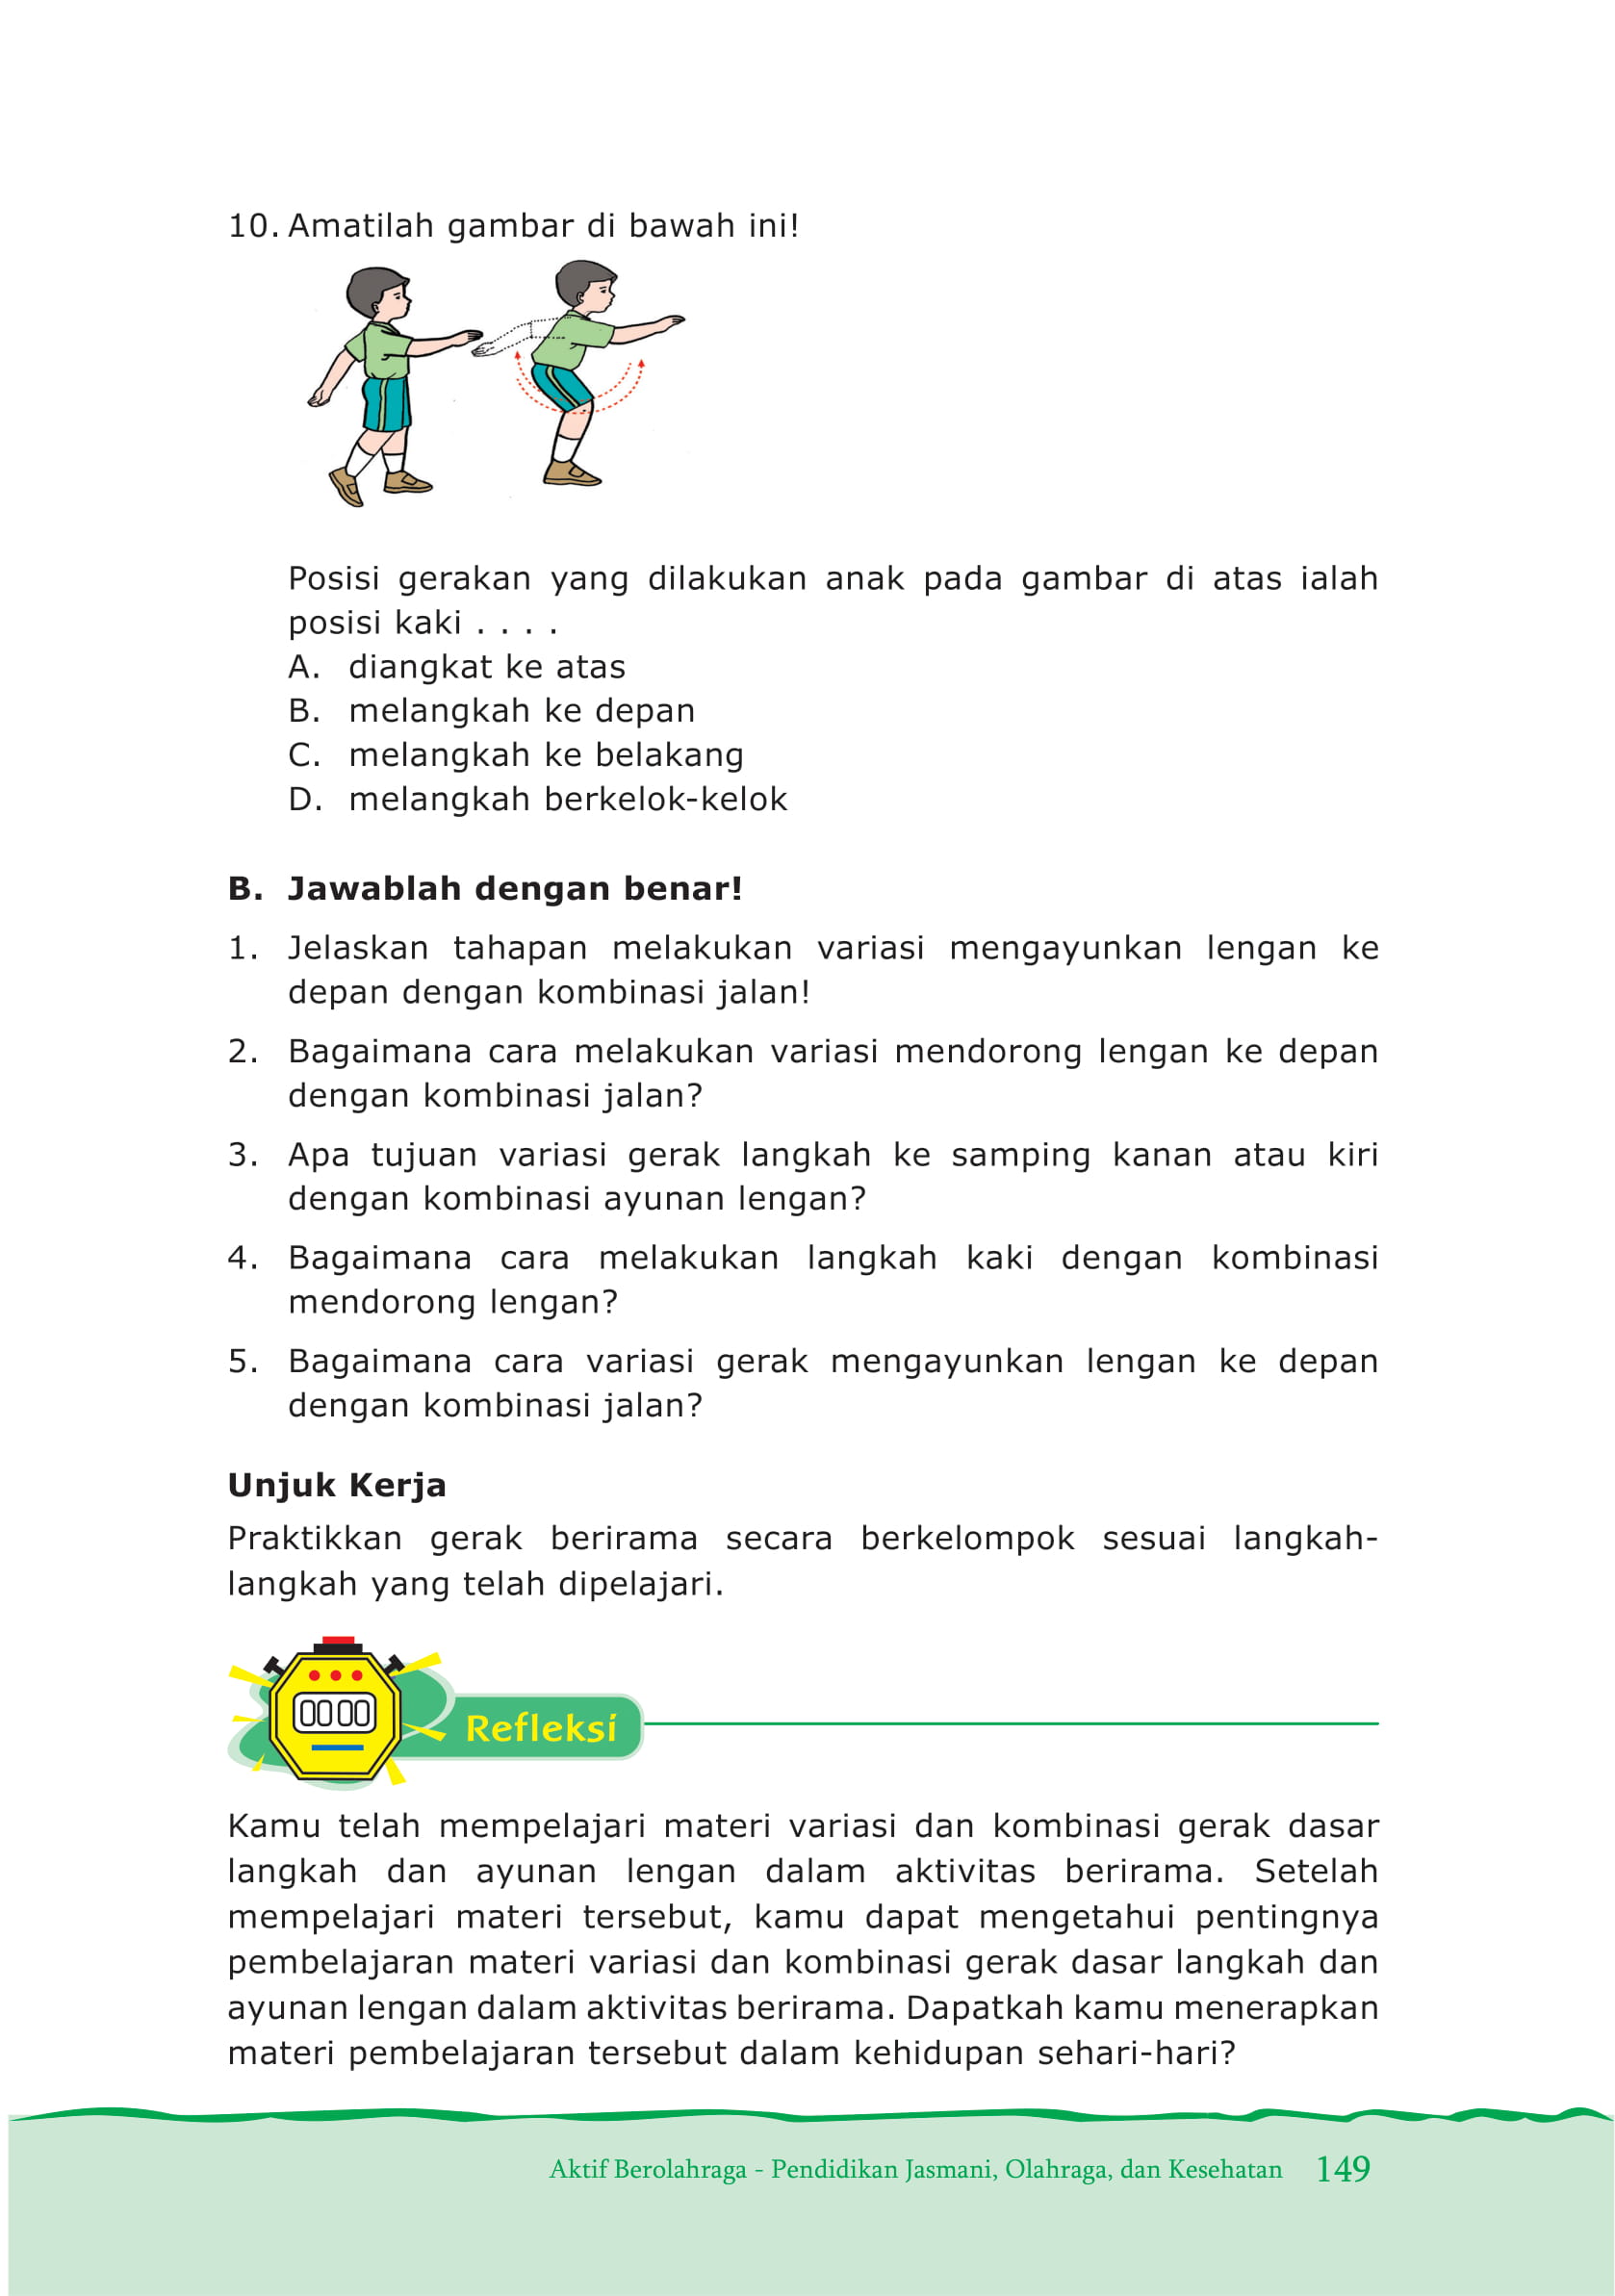 10. Amatilah gambar di bawah ini!
Posisi gerakan yang dilakukan anak pada gambar di atas ialah
posisi kaki . . . .
A. diangkat ke atas
B. melangkah ke depan
C. melangkah ke belakang
D. melangkah berkelok-kelok
B. Jawablah dengan benar!
1. Jelaskan tahapan melakukan variasi mengayunkan lengan ke
depan dengan kombinasi jalan!
2. Bagaimana cara melakukan variasi mendorong lengan ke depan
dengan kombinasi jalan?
3. Apa tujuan variasi gerak langkah ke samping kanan atau kiri
dengan kombinasi ayunan lengan?
4. Bagaimana cara melakukan langkah kaki dengan kombinasi
mendorong lengan?
5. Bagaimana cara variasi gerak mengayunkan lengan ke depan
dengan kombinasi jalan?
Unjuk Kerja
Praktikkan gerak berirama secara berkelompok sesuai langkah-
langkah yang telah dipelajari.
0000
Refleksi
Kamu telah mempelajari materi variasi dan kombinasi gerak dasar
langkah dan ayunan lengan dalam aktivitas berirama. Setelah
mempelajari materi tersebut, kamu dapat mengetahui pentingnya
pembelajaran materi variasi dan kombinasi gerak dasar langkah dan
ayunan lengan dalam aktivitas berirama. Dapatkah kamu menerapkan
materi pembelajaran tersebut dalam kehidupan sehari-hari?
Aktif Berolahraga - Pendidikan Jasmani, Olahraga, dan Kesehatan 149